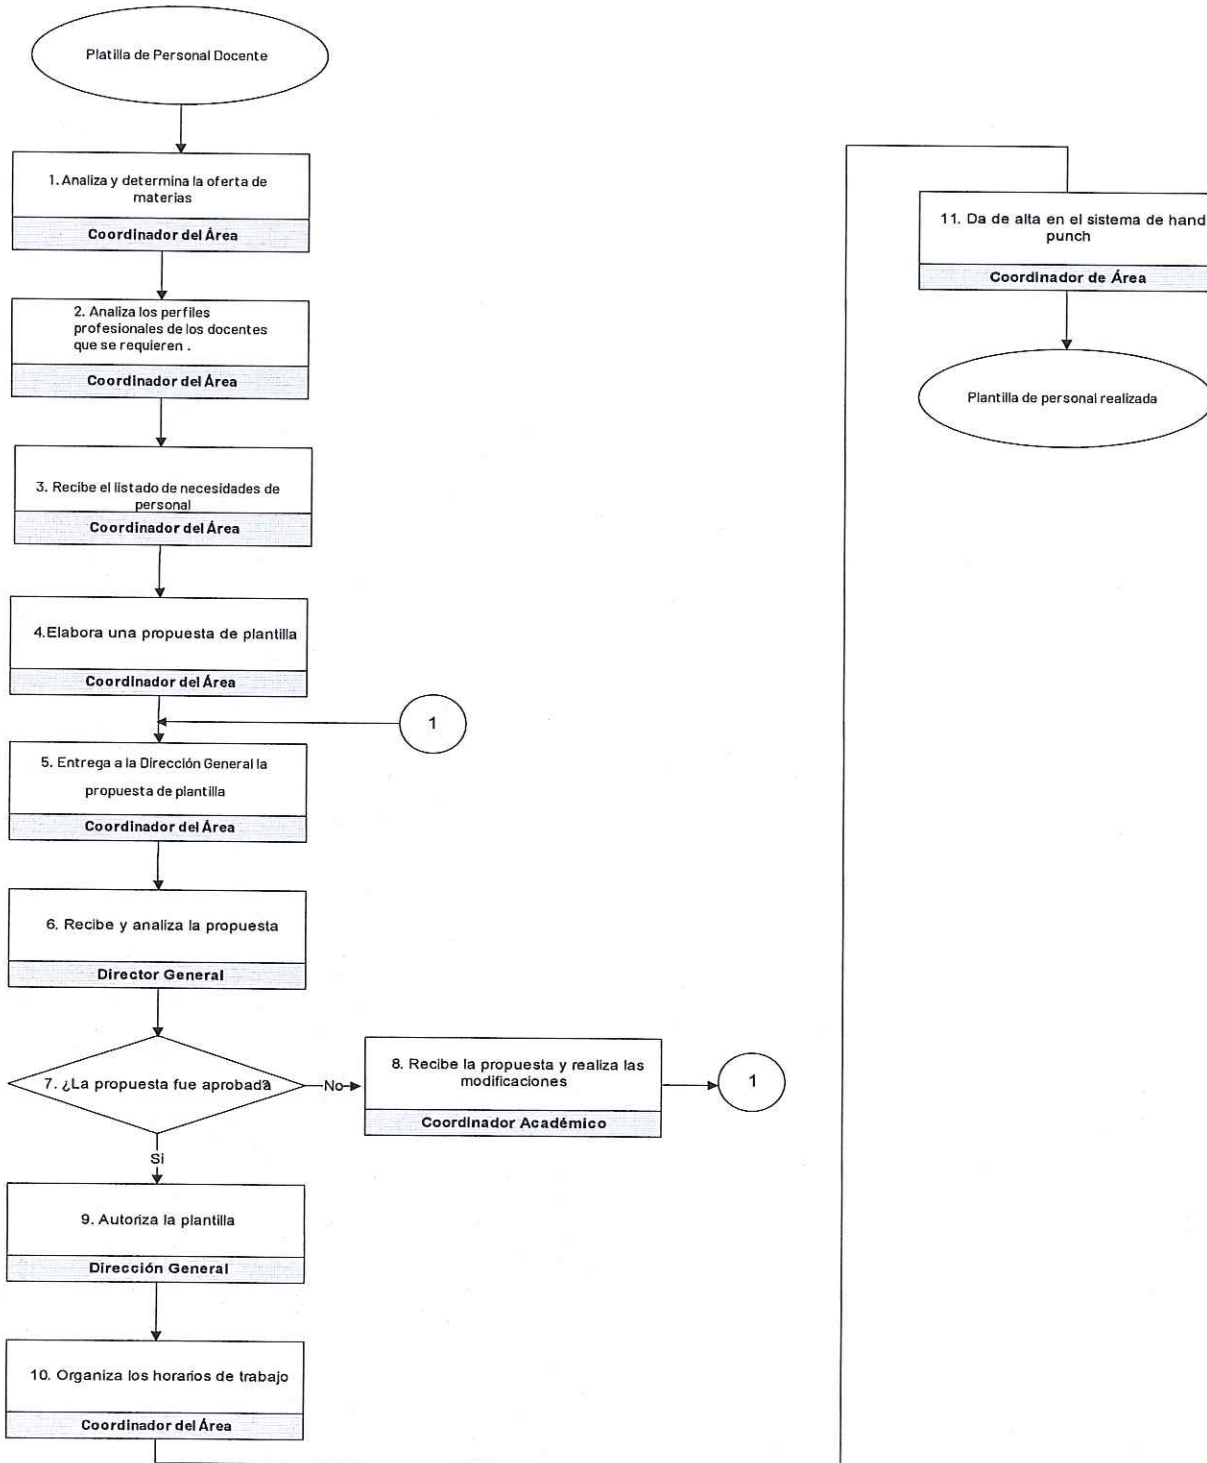 Platilla de Personal Docente
1. Analiza y determina la oferta de
materias
Coordinador del Área
2. Analiza los perfiles
profesionales de los docentes
que se requieren .
Coordinador del Área
3. Recibe el listado de necesidades de
personal
Coordinador del Área
4.Elabora una propuesta de plantilla
Coordinador del Área
1
5. Entrega a la Dirección General la
propuesta de plantilla
Coordinador del Área
6. Recibe y analiza la propuesta
Director General
7. ¿La propuesta fue aprobada?
No
8. Recibe la propuesta y realiza las
modificaciones
Coordinador Académico
1
Si
9. Autoriza la plantilla
Dirección General
10. Organiza los horarios de trabajo
Coordinador del Área
11. Da de alta en el sistema de hand
punch
Coordinador de Área
Plantilla de personal realizada